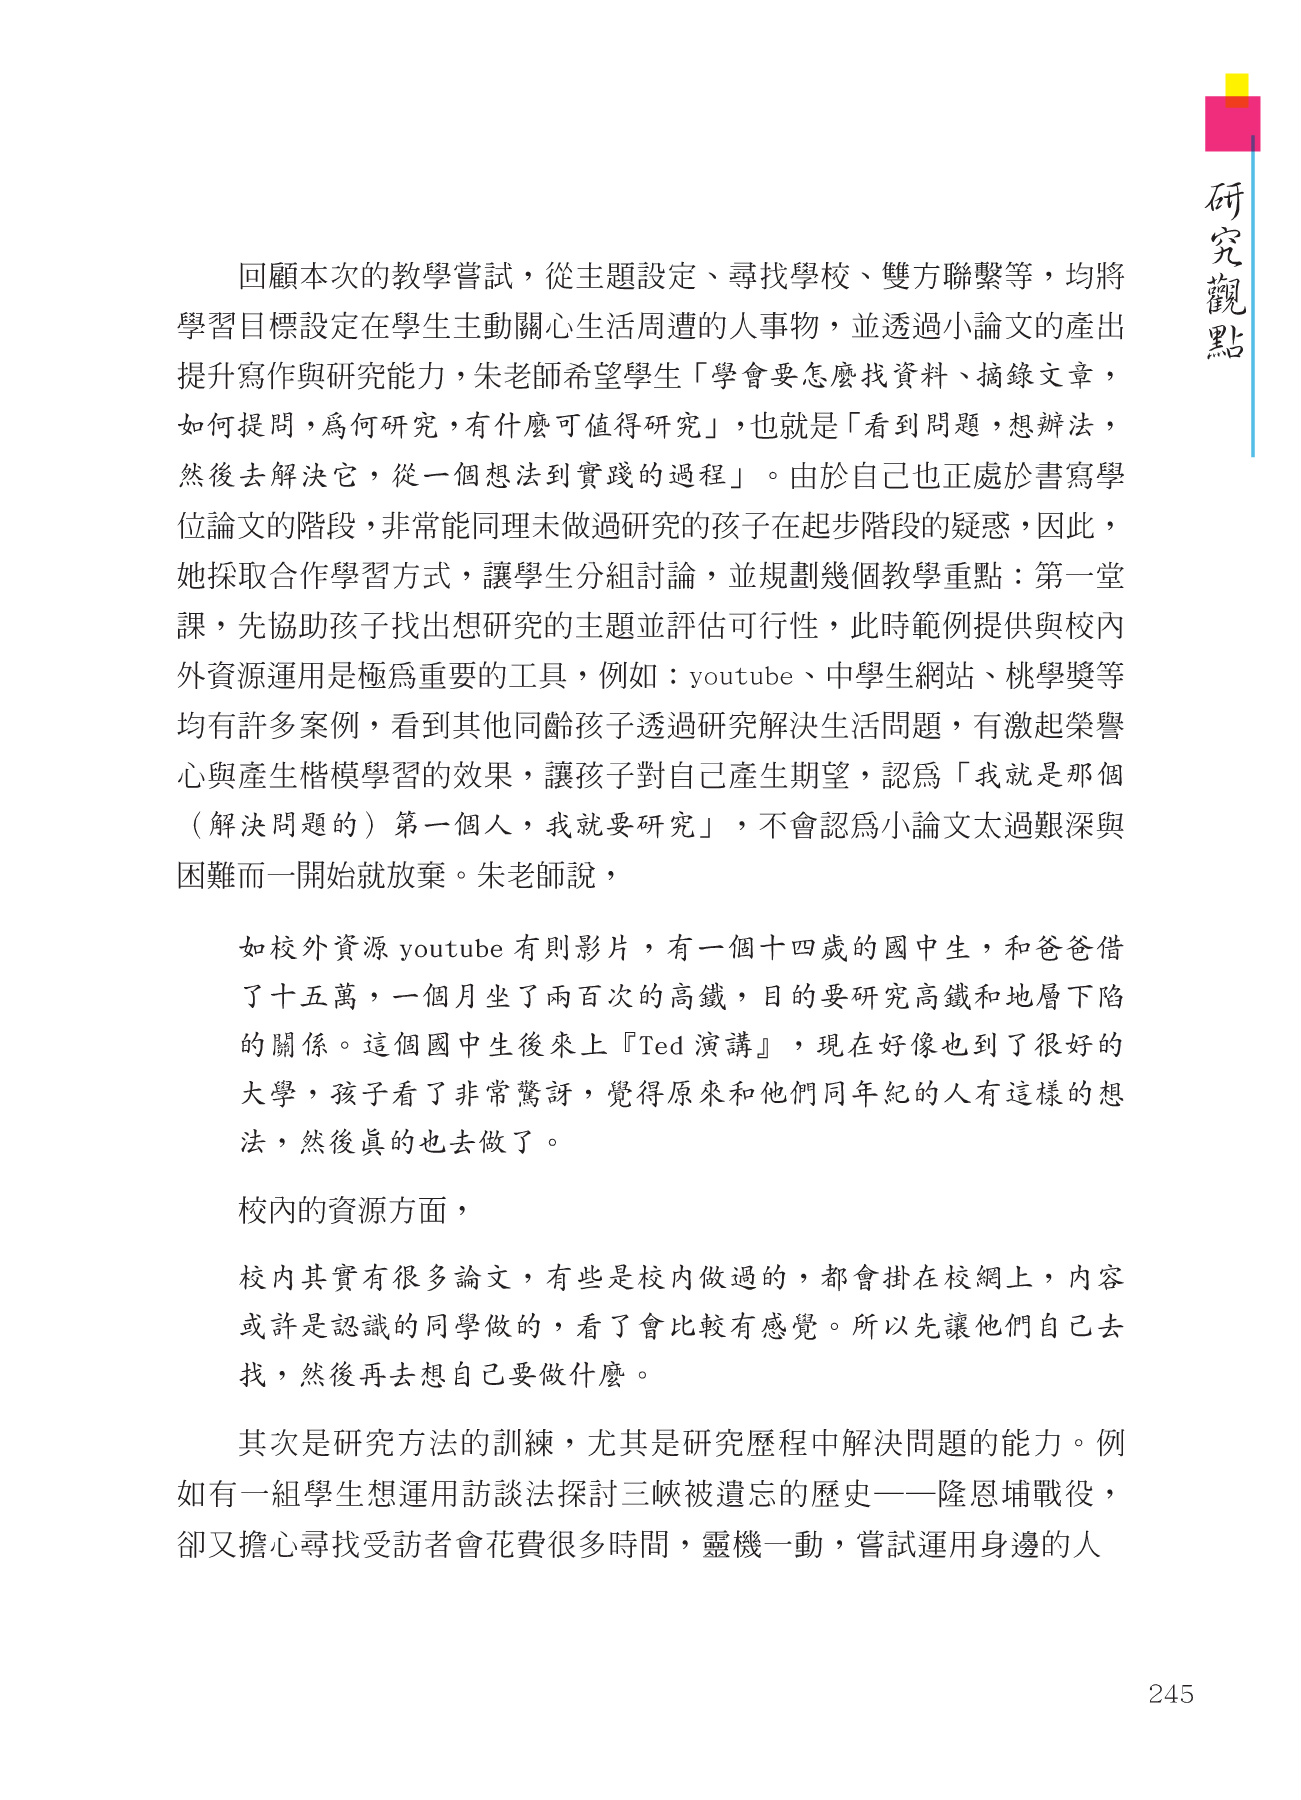 研究觀點
回顧本次的教學嘗試，從主題設定、尋找學校、雙方聯繫等，均將
學習目標設定在學生主動關心生活周遭的人事物，並透過小論文的產出
提升寫作與研究能力，朱老師希望學生「學會要怎麼找資料、摘錄文章，
如何提問，為何研究，有什麼可值得研究」，也就是「看到問題，想辦法，
然後去解決它，從一個想法到實踐的過程」。由於自己也正處於書寫學
位論文的階段，非常能同理未做過研究的孩子在起步階段的疑惑，因此，
她採取合作學習方式，讓學生分組討論，並規劃幾個教學重點：第一堂
課，先協助孩子找出想研究的主題並評估可行性，此時範例提供與校內
外資源運用是極為重要的工具，例如：youtube、中學生網站、桃學獎等
均有許多案例，看到其他同齡孩子透過研究解決生活問題，有激起榮譽
心與產生楷模學習的效果，讓孩子對自己產生期望，認為「我就是那個
（解決問題的）第一個人，我就要研究」，不會認為小論文太過艱深與
困難而一開始就放棄。朱老師說，
如校外資源 youtube 有則影片，有一個十四歲的國中生，和爸爸借
了十五萬，一個月坐了兩百次的高鐵，目的要研究高鐵和地層下陷
的關係。這個國中生後來上『Ted 演講』，現在好像也到了很好的
大學，孩子看了非常驚訝，覺得原來和他們同年紀的人有這樣的想
法，然後真的也去做了。
校內的資源方面，
校內其實有很多論文，有些是校內做過的，都會掛在校網上，內容
或許是認識的同學做的，看了會比較有感覺。所以先讓他們自己去
找，然後再去想自己要做什麼。
其次是研究方法的訓練，尤其是研究歷程中解決問題的能力。例
如有一組學生想運用訪談法探討三峽被遺忘的歷史——隆恩埔戰役，
卻又擔心尋找受訪者會花費很多時間，靈機一動，嘗試運用身邊的人
245